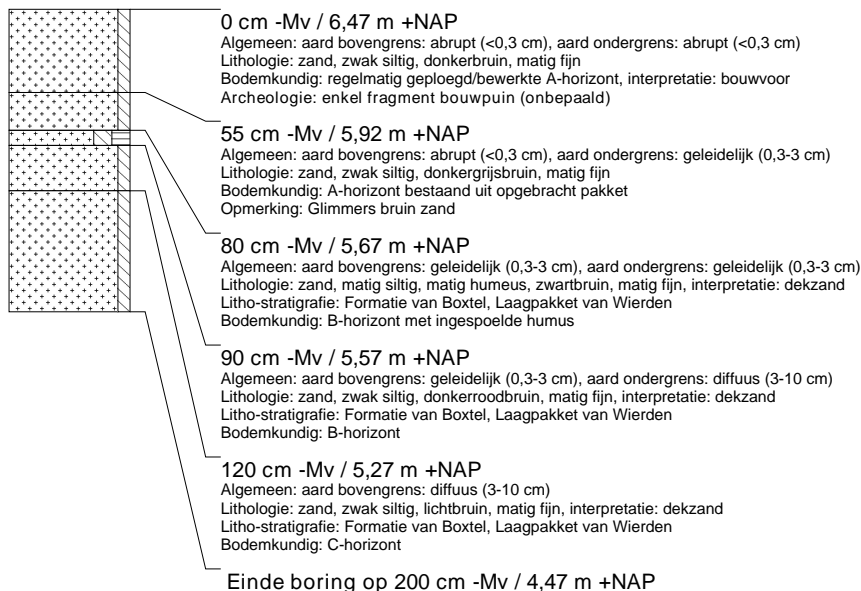 0 cm -Mv / 6,47 m +NAP
Algemeen: aard bovengrens: abrupt (<0,3 cm), aard ondergrens: abrupt (<0,3 cm)
Lithologie: zand, zwak siltig, donkerbruin, matig fijn
Bodemkundig: regelmatig geploegd/bewerkte A-horizont, interpretatie: bouwvoor
Archeologie: enkel fragment bouwpuin (onbepaald)
55 cm -Mv / 5,92 m +NAP
Algemeen: aard bovengrens: abrupt (<0,3 cm), aard ondergrens: geleidelijk (0,3-3 cm)
Lithologie: zand, zwak siltig, donkergrijsbruin, matig fijn
Bodemkundig: A-horizont bestaand uit opgebracht pakket
Opmerking: Glimmers bruin zand
80 cm -Mv / 5,67 m +NAP
Algemeen: aard bovengrens: geleidelijk (0,3-3 cm), aard ondergrens: geleidelijk (0,3-3 cm)
Lithologie: zand, matig siltig, matig humeus, zwartbruin, matig fijn, interpretatie: dekzand
Litho-stratigrafie: Formatie van Boxtel, Laagpakket van Wierden
Bodemkundig: B-horizont met ingespoelde humus
90 cm -Mv / 5,57 m +NAP
Algemeen: aard bovengrens: geleidelijk (0,3-3 cm), aard ondergrens: diffuus (3-10 cm)
Lithologie: zand, zwak siltig, donkerroodbruin, matig fijn, interpretatie: dekzand
Litho-stratigrafie: Formatie van Boxtel, Laagpakket van Wierden
Bodemkundig: B-horizont
120 cm -Mv / 5,27 m +NAP
Algemeen: aard bovengrens: diffuus (3-10 cm)
Lithologie: zand, zwak siltig, lichtbruin, matig fijn, interpretatie: dekzand
Litho-stratigrafie: Formatie van Boxtel, Laagpakket van Wierden
Bodemkundig: C-horizont
Einde boring op 200 cm -Mv / 4,47 m +NAP